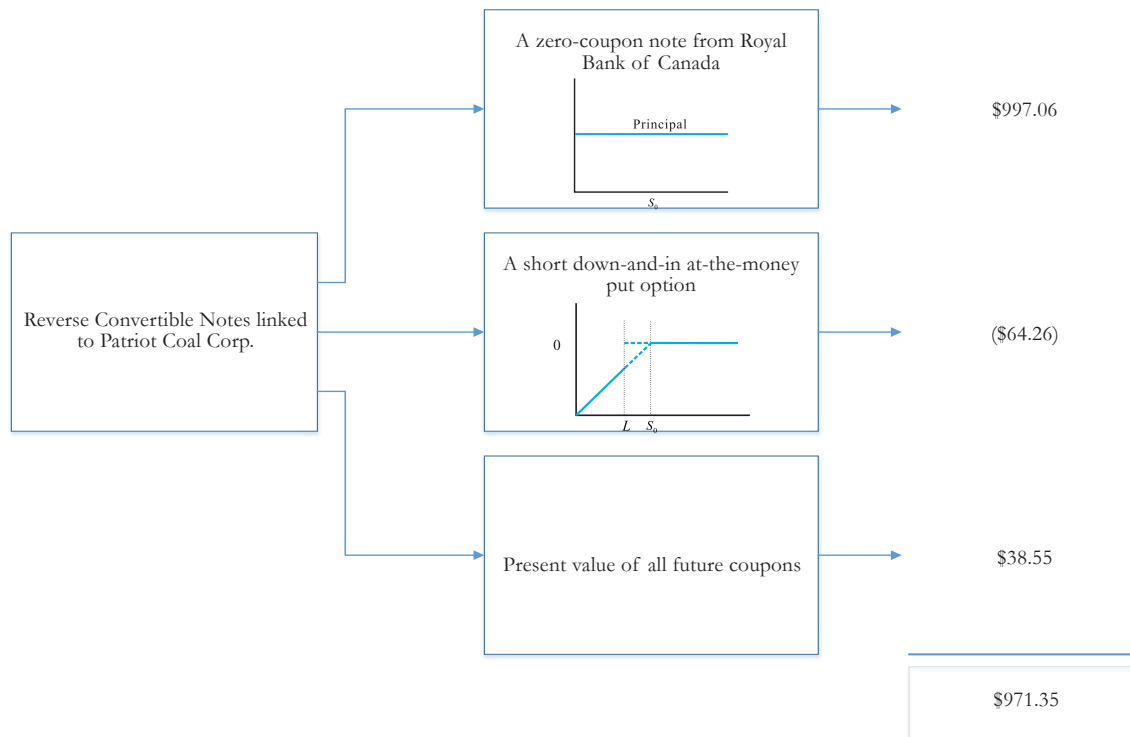 A zero-coupon note from Royal
Bank of Canada
Principal
S₀
$997.06
Reverse Convertible Notes linked
to Patriot Coal Corp.
A short down-and-in at-the-money
put option
0
L S₀
($64.26)
Present value of all future coupons
$38.55
$971.35